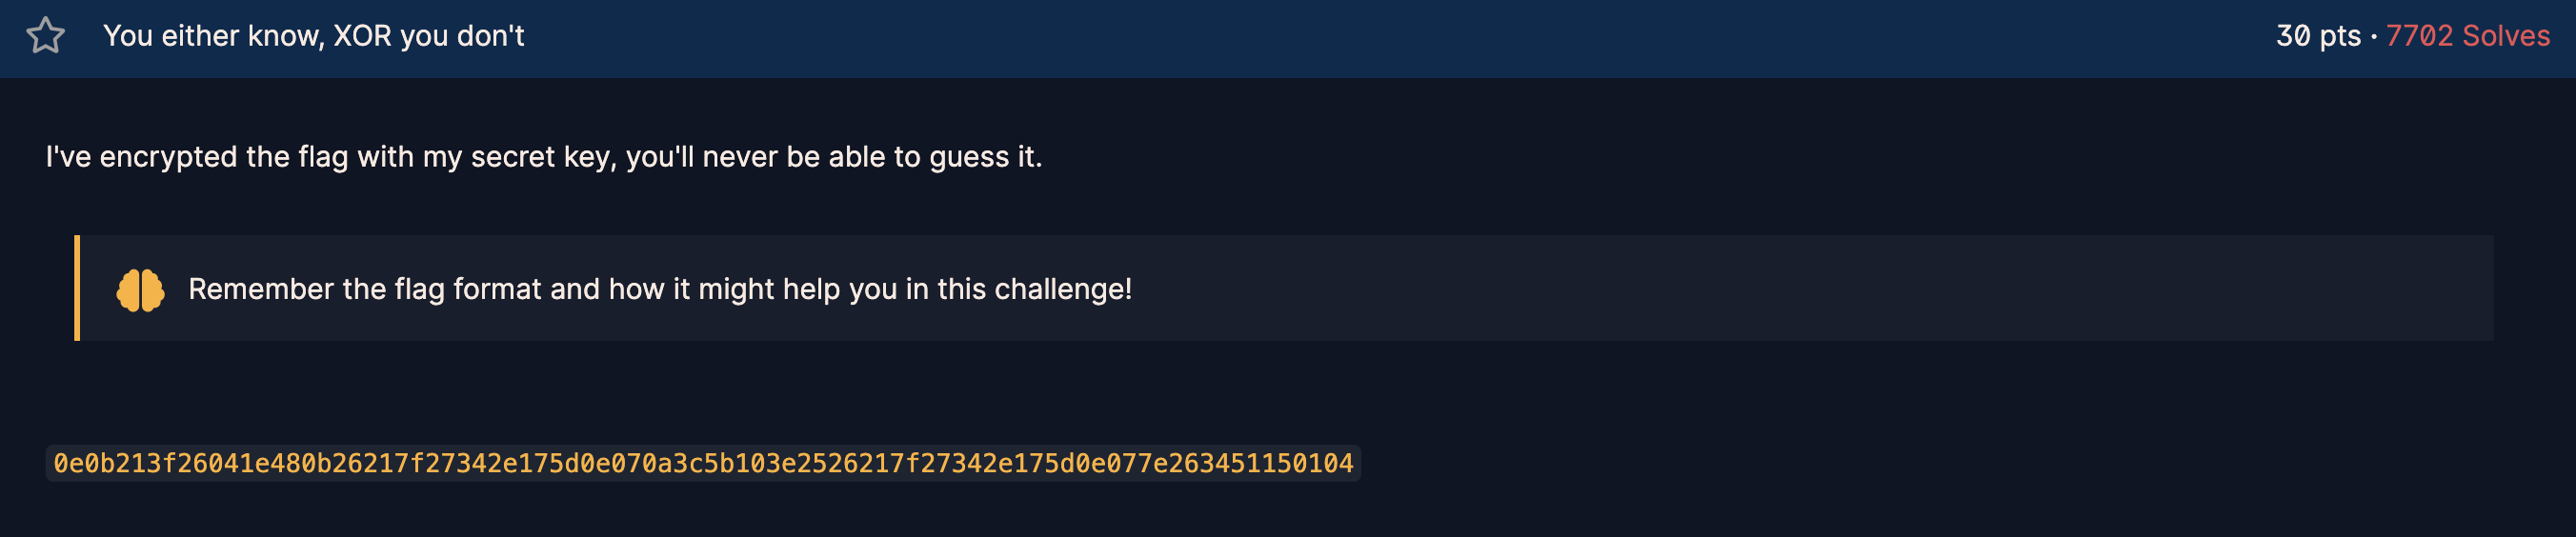 You either know, XOR you don't
30 pts · 7702 Solves
I've encrypted the flag with my secret key, you'll never be able to guess it.
Remember the flag format and how it might help you in this challenge!
0e0b213f26041e480b26217f27342e175d0e070a3c5b103e2526217f27342e175d0e077e263451150104